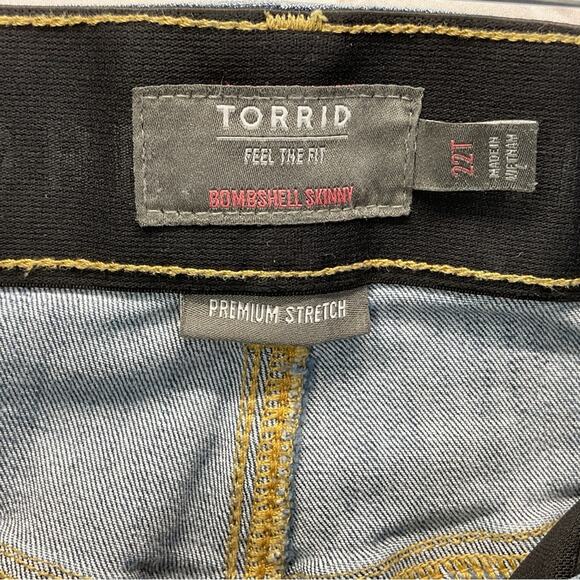 TORRID
FEEL THE FIT
BOMBSHELL SKINNY
22T
MADE IN
VIETNAM
PREMIUM STRETCH